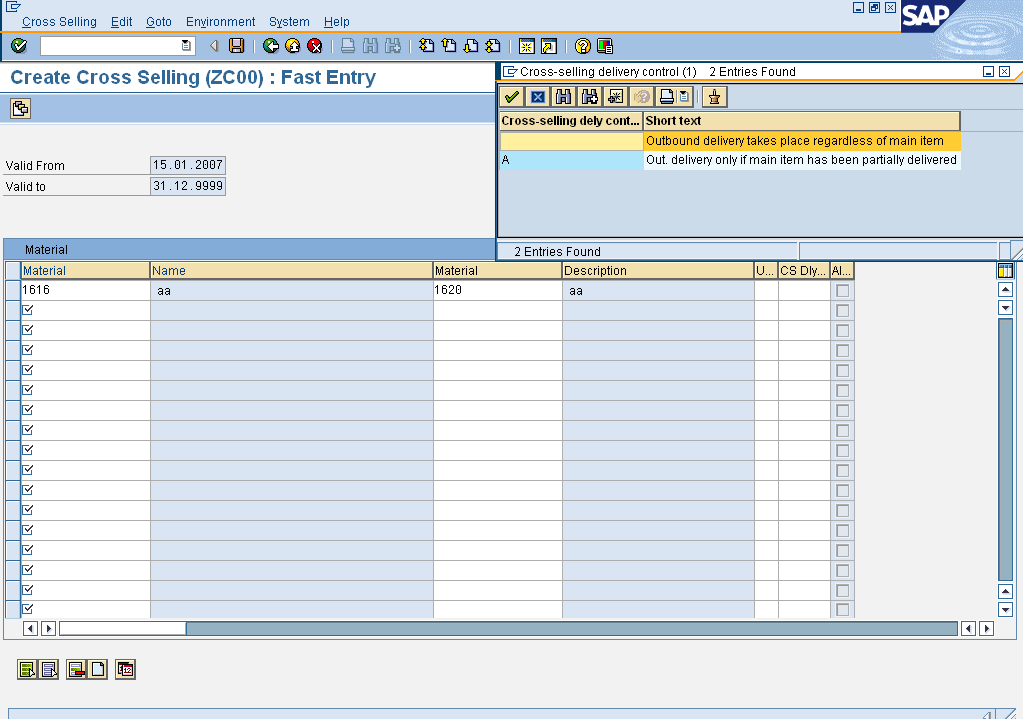 Cross Selling Edit Goto Environment System Help
SAP
Create Cross Selling (ZC00) : Fast Entry
Cross-selling delivery control (1) 2 Entries Found
Cross-selling dely cont... Short text
Outbound delivery takes place regardless of main item
A Out. delivery only if main item has been partially delivered
2 Entries Found
Valid From 15.01.2007
Valid to 31.12.9999
Material
Material Name Material Description U... CS Dly... Al...
1616 aa 1620 aa
12